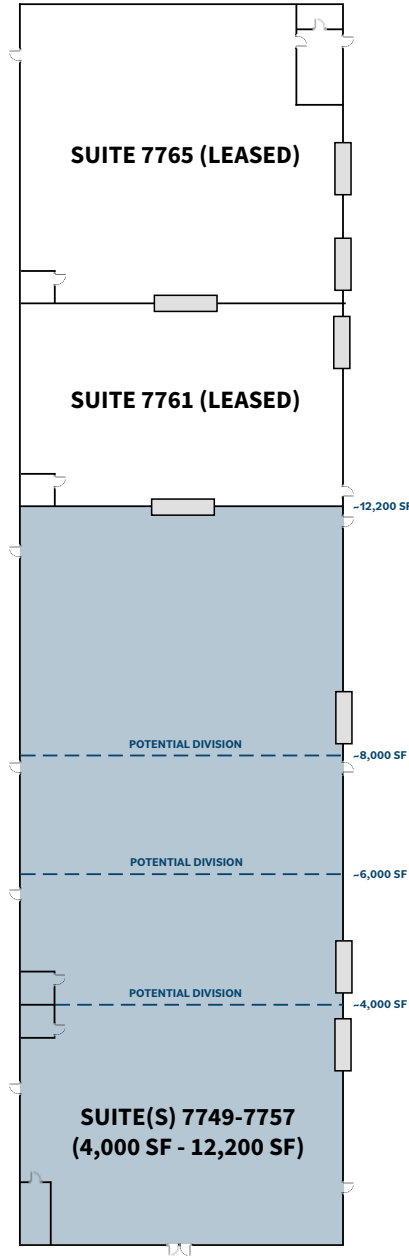 SUITE 7765 (LEASED)
SUITE 7761 (LEASED)
~12,200 SF
POTENTIAL DIVISION
~8,000 SF
POTENTIAL DIVISION
~6,000 SF
POTENTIAL DIVISION
~4,000 SF
SUITE(S) 7749-7757
(4,000 SF - 12,200 SF)